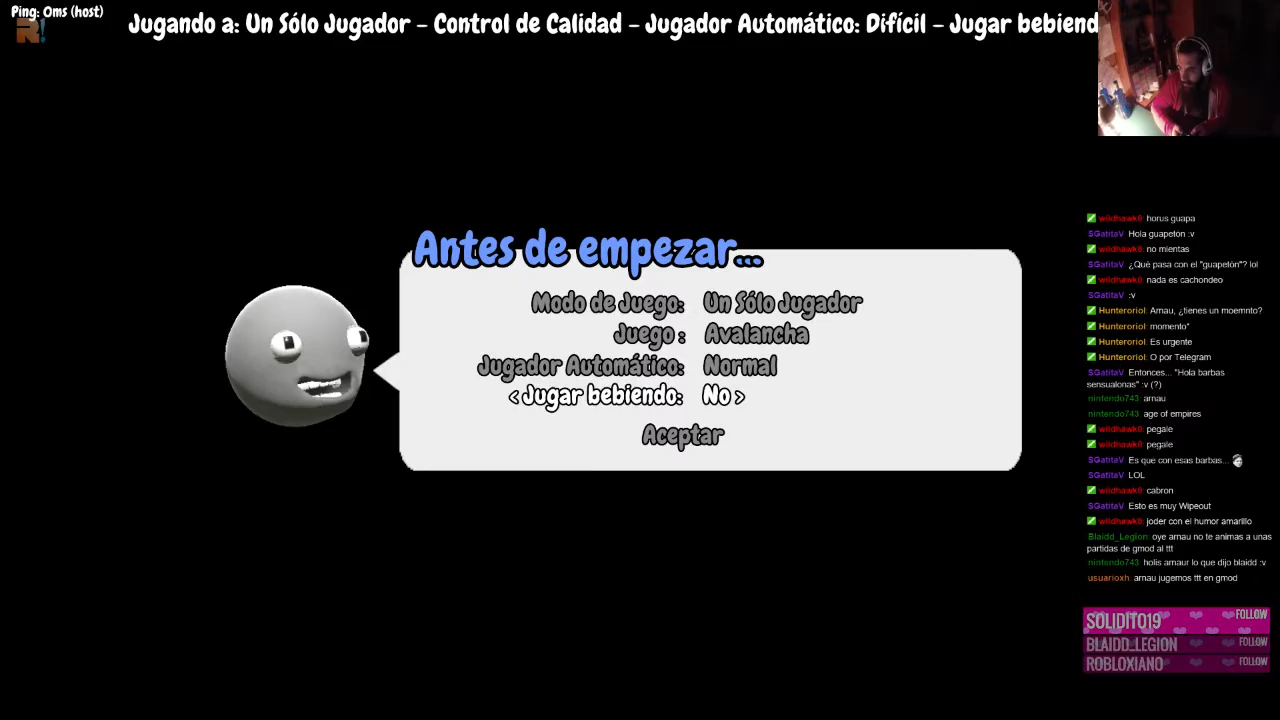 Ping: 0ms (host)
R!
Jugando a: Un Sólo Jugador - Control de Calidad - Jugador Automático: Difícil - Jugar bebiend
Antes de empezar...
Modo de Juego: Un Sólo Jugador
Juego : Avalancha
Jugador Automático: Normal
< Jugar bebiendo: No >
Aceptar
wildhawk8: horus guapa
SGatitaV: Hola guapeton :v
wildhawk8: no mientas
SGatitaV: ¿Qué pasa con el "guapetón"? lol
wildhawk8: nada es cachondeo
SGatitaV: :v
Hunteroriol: Arnau, ¿tienes un moemnto?
Hunteroriol: momento*
Hunteroriol: Es urgente
Hunteroriol: O por Telegram
SGatitaV: Entonces... "Hola barbas
sensualonas" :v (?)
nintendo743: arnau
nintendo743: age of empires
wildhawk8: pegale
wildhawk8: pegale
SGatitaV: Es que con esas barbas...
SGatitaV: LOL
wildhawk8: cabron
SGatitaV: Esto es muy Wipeout
wildhawk8: joder con el humor amarillo
Blaidd_Legion: oye arnau no te animas a unas
partidas de gmod al ttt
nintendo743: holis arnaur lo que dijo blaidd :v
usuarioxh: arnau jugemos ttt en gmod
SOLIDITO19 FOLLOW
BLAIDD_LEGION FOLLOW
ROBLOXIANO FOLLOW